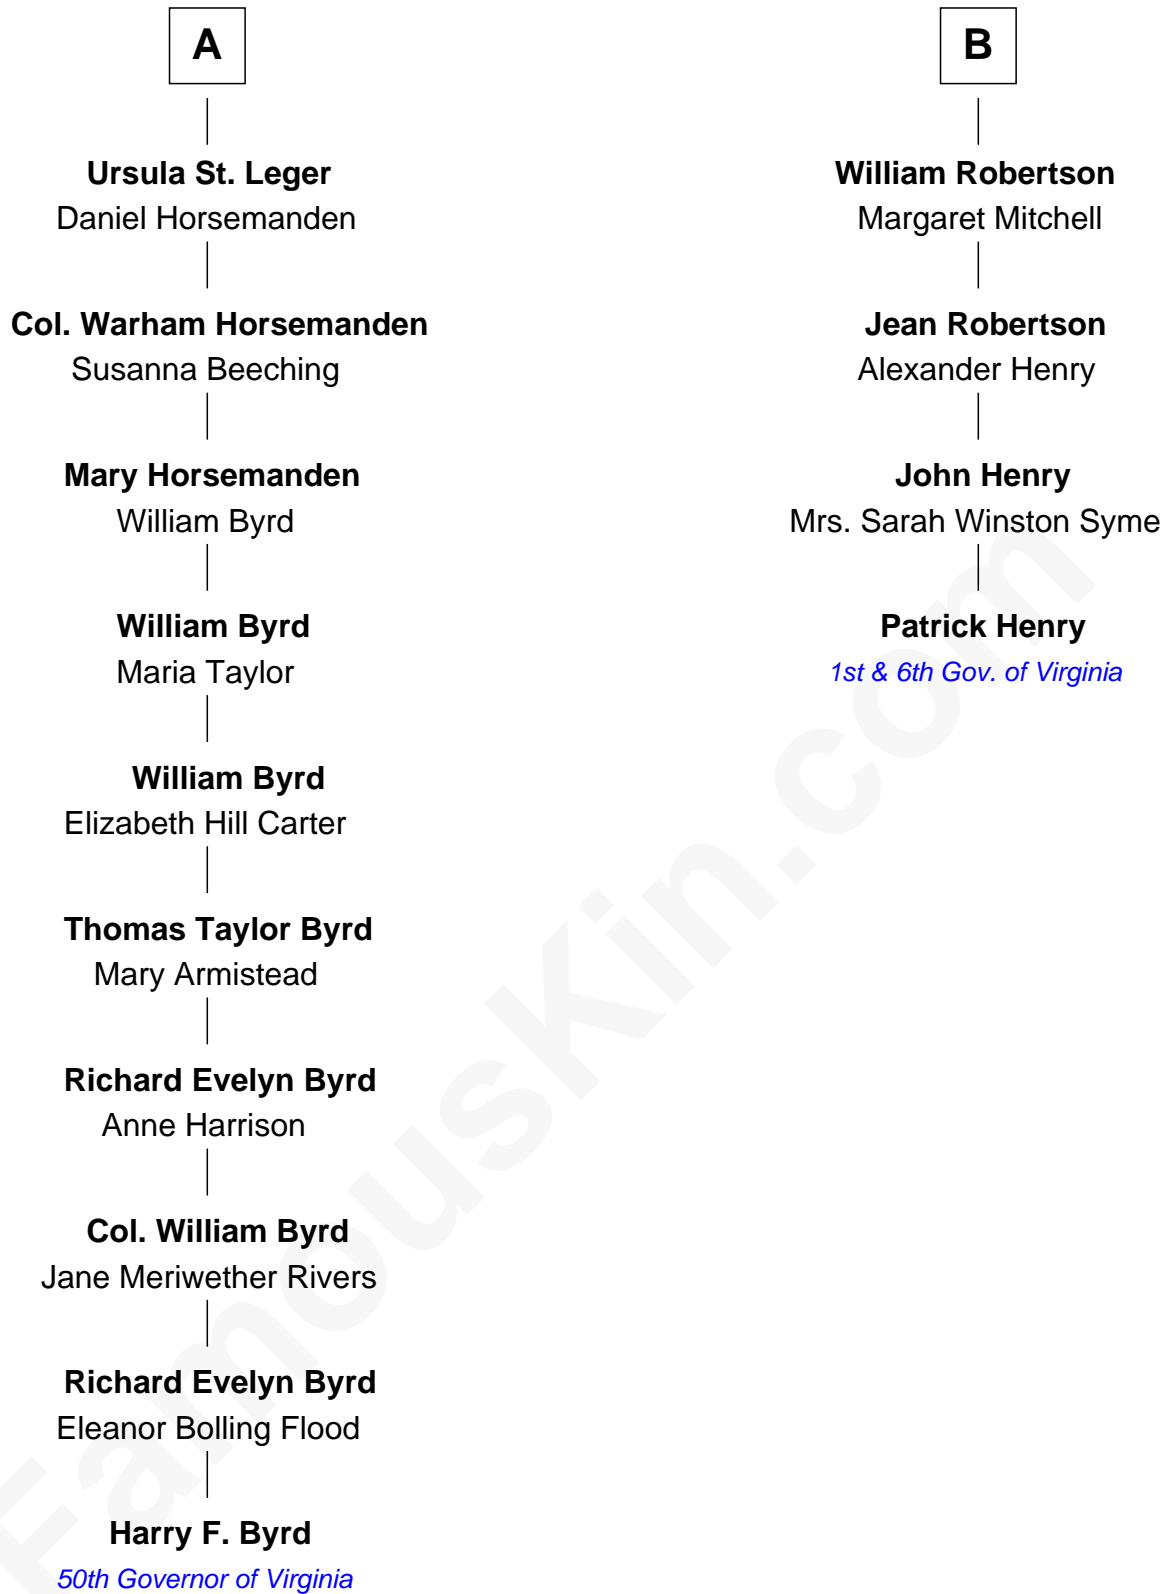 A
Ursula St. Leger
Daniel Horsemanden
Col. Warham Horsemanden
Susanna Beeching
Mary Horsemanden
William Byrd
William Byrd
Maria Taylor
William Byrd
Elizabeth Hill Carter
Thomas Taylor Byrd
Mary Armistead
Richard Evelyn Byrd
Anne Harrison
Col. William Byrd
Jane Meriwether Rivers
Richard Evelyn Byrd
Eleanor Bolling Flood
Harry F. Byrd
50th Governor of Virginia
B
William Robertson
Margaret Mitchell
Jean Robertson
Alexander Henry
John Henry
Mrs. Sarah Winston Syme
Patrick Henry
1st & 6th Gov. of Virginia
FamousKin.com